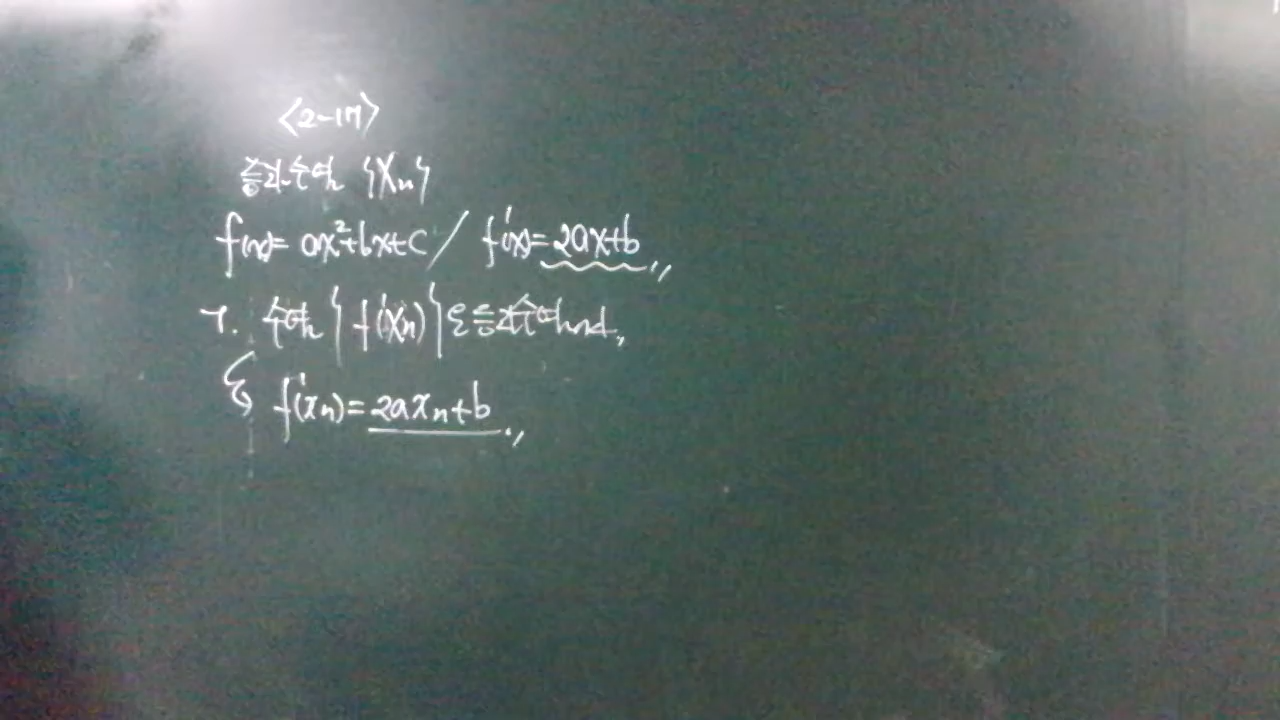 <2-17>
등차수열 {Xn}
f(x)= ax²+bx+c / f'(x)=2ax+b
ㄱ. 수열 {f'(Xn)}은 등차수열이다.
f'(xn)=2axn+b